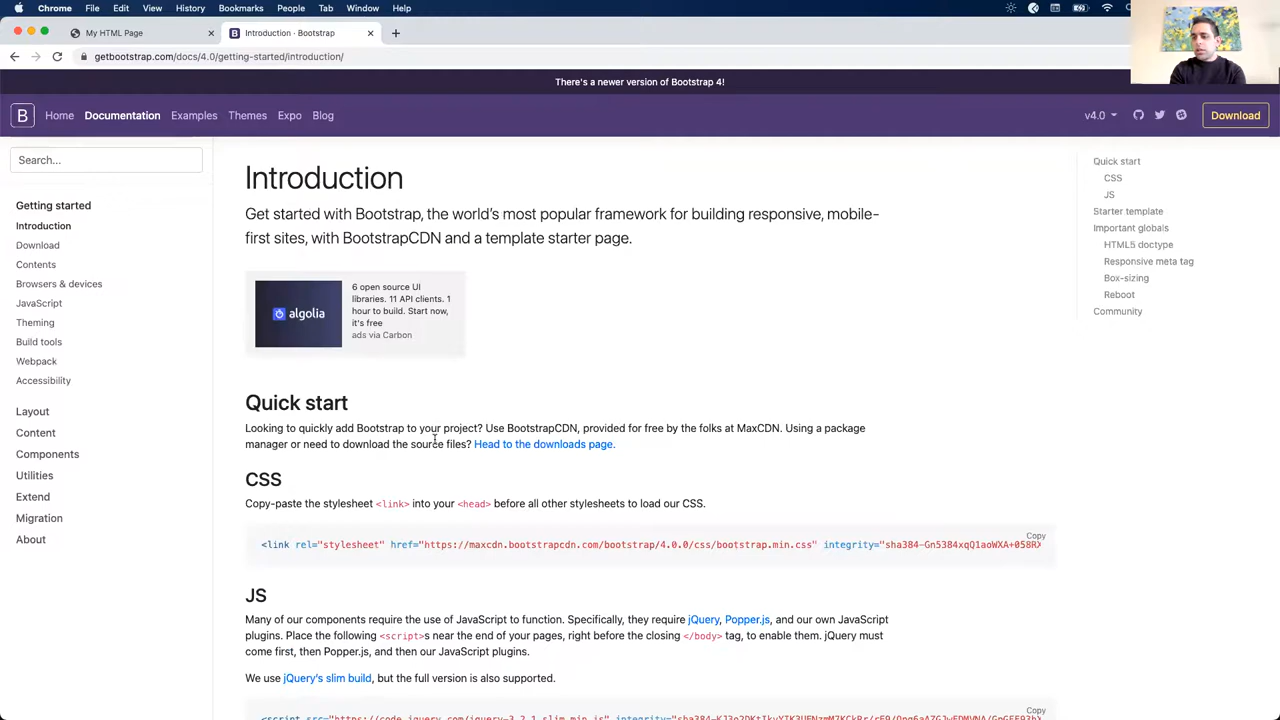 Chrome File Edit View History Bookmarks Profiles Tab Window Help
My HTML Page
Introduction · Bootstrap
getbootstrap.com/docs/4.0/getting-started/introduction/
There's a newer version of Bootstrap 4!
B Home Documentation Examples Themes Expo Blog v4.0 Download
Search...
Getting started
Introduction
Download
Contents
Browsers & devices
JavaScript
Theming
Build tools
Webpack
Accessibility
Layout
Content
Components
Utilities
Extend
Migration
About
Introduction
Get started with Bootstrap, the world's most popular framework for building responsive, mobile-
first sites, with BootstrapCDN and a template starter page.
algolia
6 open source UI
libraries. 11 API clients. 1
hour to build. Start now,
it's free
ads via Carbon
Quick start
Looking to quickly add Bootstrap to your project? Use BootstrapCDN, provided for free by the folks at MaxCDN. Using a package
manager or need to download the source files? Head to the downloads page.
CSS
Copy-paste the stylesheet <link> into your <head> before all other stylesheets to load our CSS.
Copy
<link rel="stylesheet" href="https://maxcdn.bootstrapcdn.com/bootstrap/4.0.0/css/bootstrap.min.css" integrity="sha384-Gn5384xqQ1aoWXA+058RX
JS
Many of our components require the use of JavaScript to function. Specifically, they require jQuery, Popper.js, and our own JavaScript
plugins. Place the following <script>s near the end of your pages, right before the closing </body> tag, to enable them. jQuery must
come first, then Popper.js, and then our JavaScript plugins.
We use jQuery's slim build, but the full version is also supported.
Copy
Quick start
CSS
JS
Starter template
Important globals
HTML5 doctype
Responsive meta tag
Box-sizing
Reboot
Community